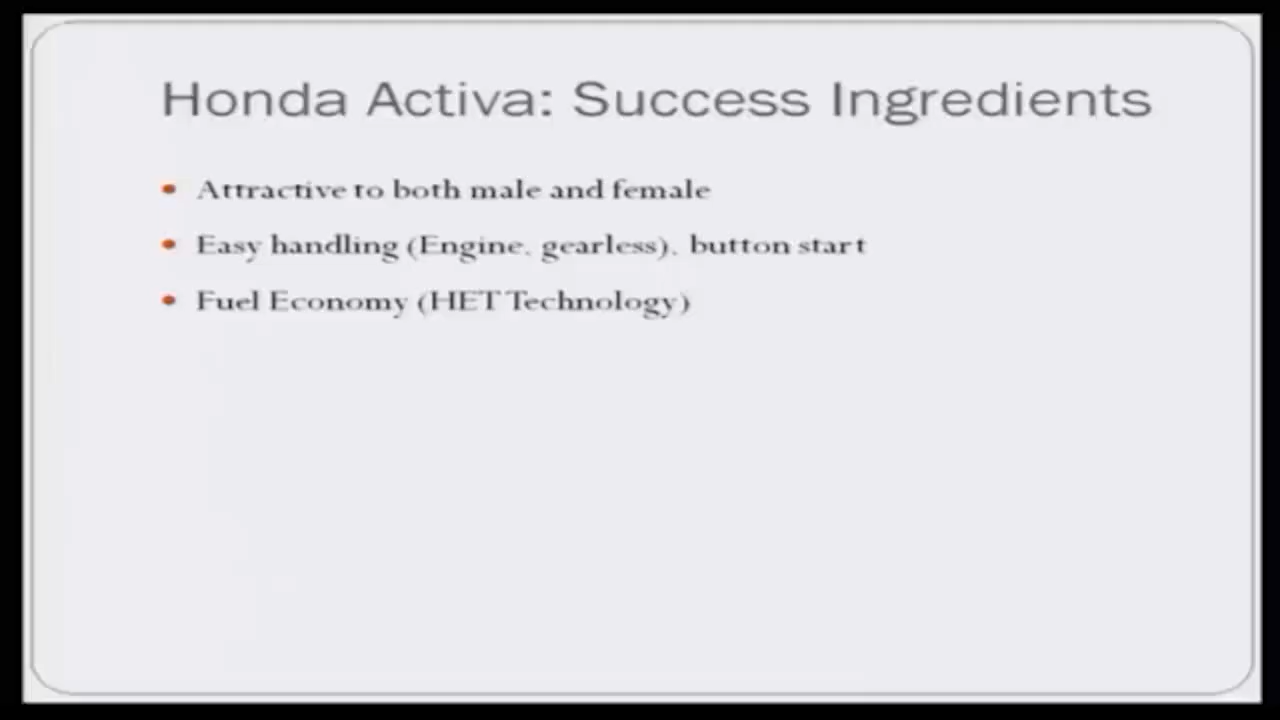 Honda Activa: Success Ingredients
• Attractive to both male and female
• Easy handling (Engine, gearless), button start
• Fuel Economy (HET Technology)